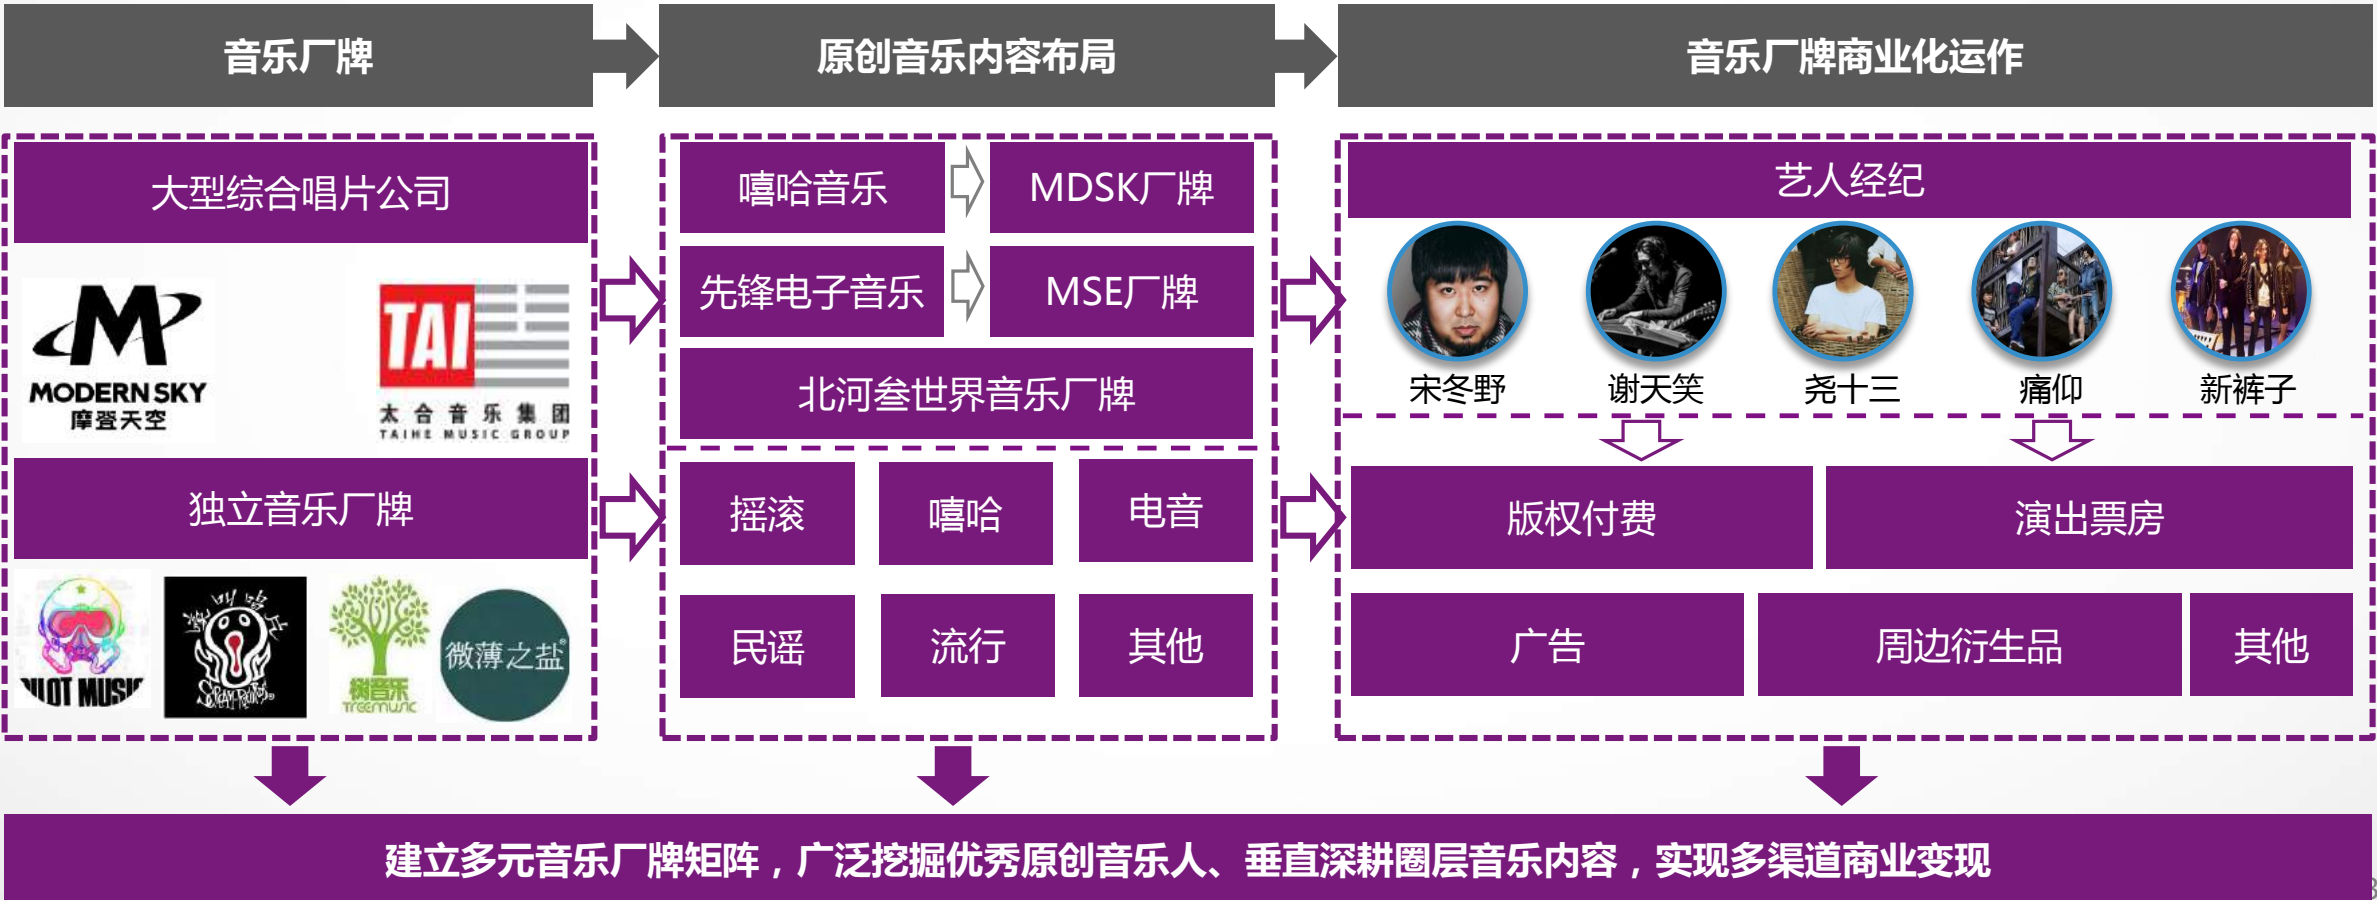 音乐厂牌
原创音乐内容布局
音乐厂牌商业化运作
大型综合唱片公司
MODERN SKY
摩登天空
TAI
太合音乐集团
TAIHE MUSIC GROUP
独立音乐厂牌
PILOT MUSIC
树音乐
Treemusic
微薄之盐®
嘻哈音乐
MDSK厂牌
先锋电子音乐
MSE厂牌
北河叁世界音乐厂牌
摇滚
嘻哈
电音
民谣
流行
其他
艺人经纪
宋冬野
谢天笑
尧十三
痛仰
新裤子
版权付费
演出票房
广告
周边衍生品
其他
建立多元音乐厂牌矩阵，广泛挖掘优秀原创音乐人、垂直深耕圈层音乐内容，实现多渠道商业变现